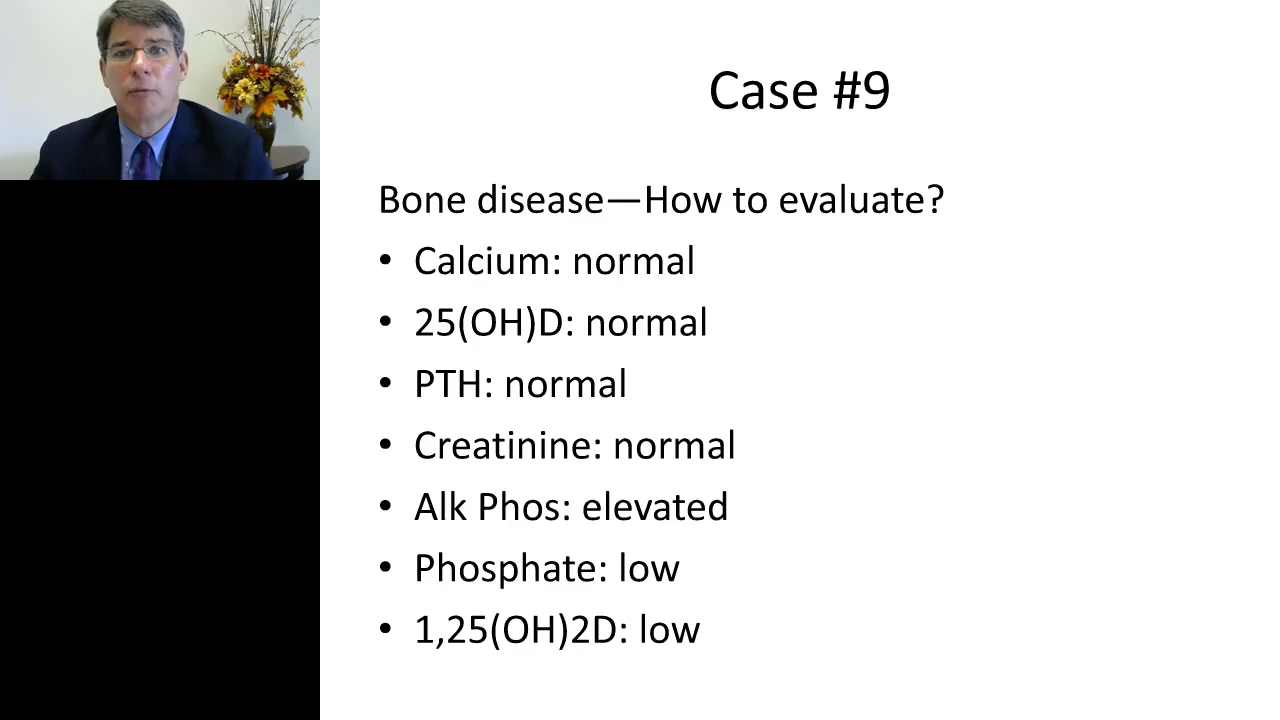 Case #9
Bone disease—How to evaluate?
• Calcium: normal
• 25(OH)D: normal
• PTH: normal
• Creatinine: normal
• Alk Phos: elevated
• Phosphate: low
• 1,25(OH)2D: low